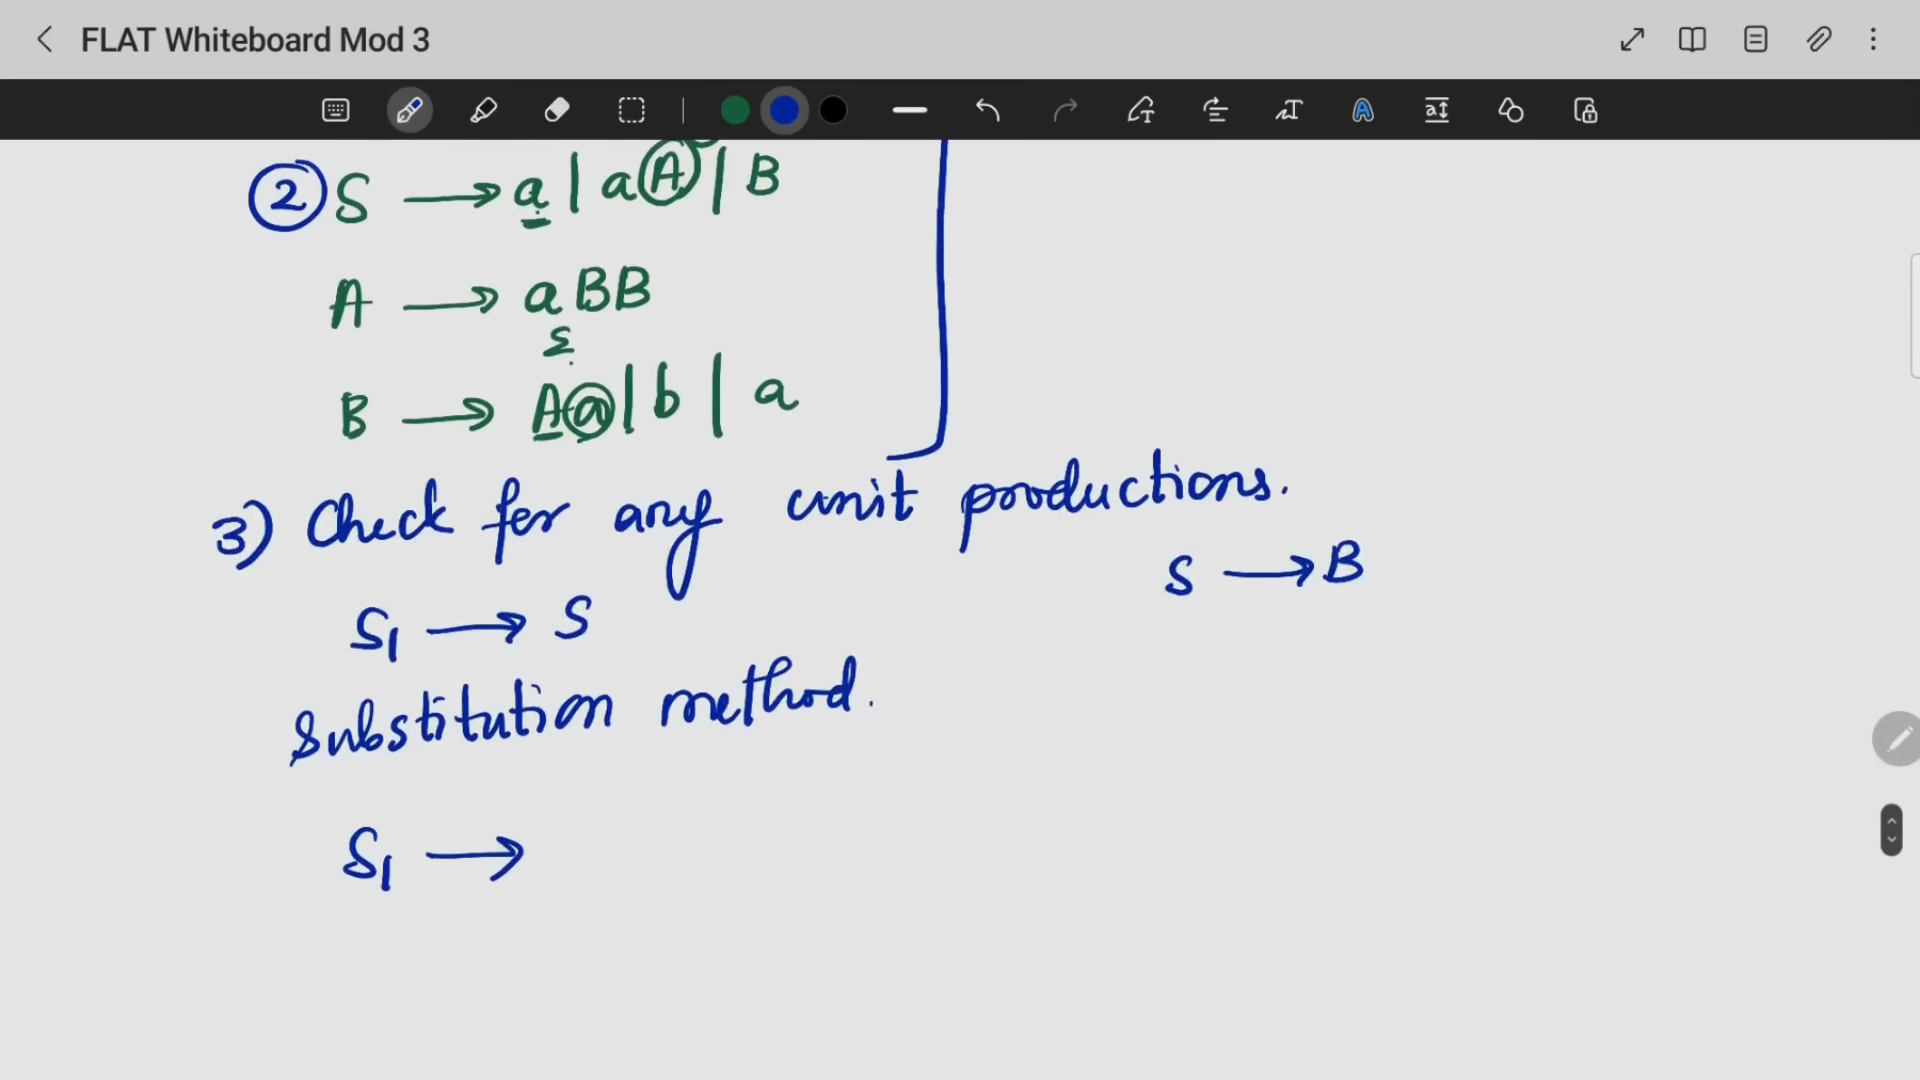 FLAT Whiteboard Mod 3
② S → a | aA | B
A → aBB
ε
B → Aa | b | a
3) Check for any unit productions.
S → B
S₁ → S
Substitution method.
S₁ →